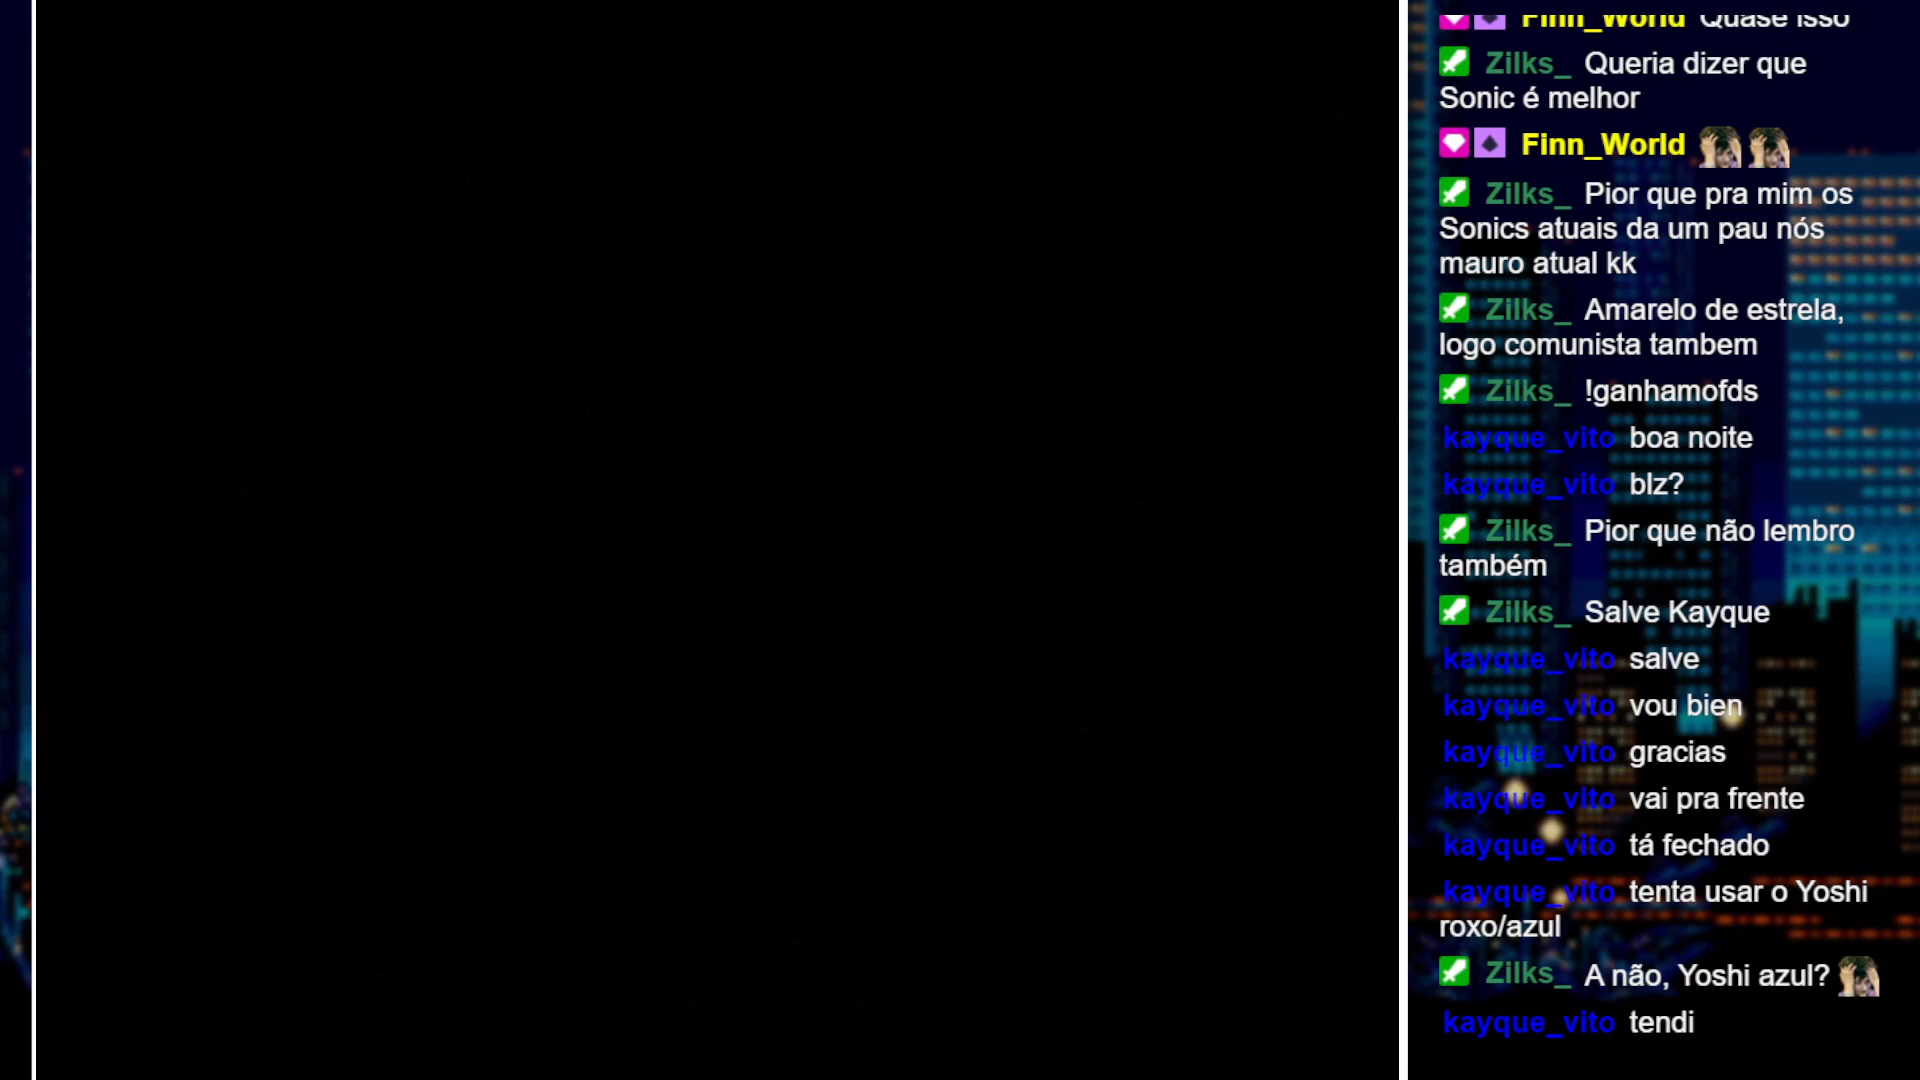 Finn_World Quase isso
Zilks_ Queria dizer que
Sonic é melhor
Finn_World
Zilks_ Pior que pra mim os
Sonics atuais da um pau nós
mauro atual kk
Zilks_ Amarelo de estrela,
logo comunista tambem
Zilks_ !ganhamofds
kayque_vito boa noite
kayque_vito blz?
Zilks_ Pior que não lembro
também
Zilks_ Salve Kayque
kayque_vito salve
kayque_vito vou bien
kayque_vito gracias
kayque_vito vai pra frente
kayque_vito tá fechado
kayque_vito tenta usar o Yoshi
roxo/azul
Zilks_ A não, Yoshi azul?
kayque_vito tendi